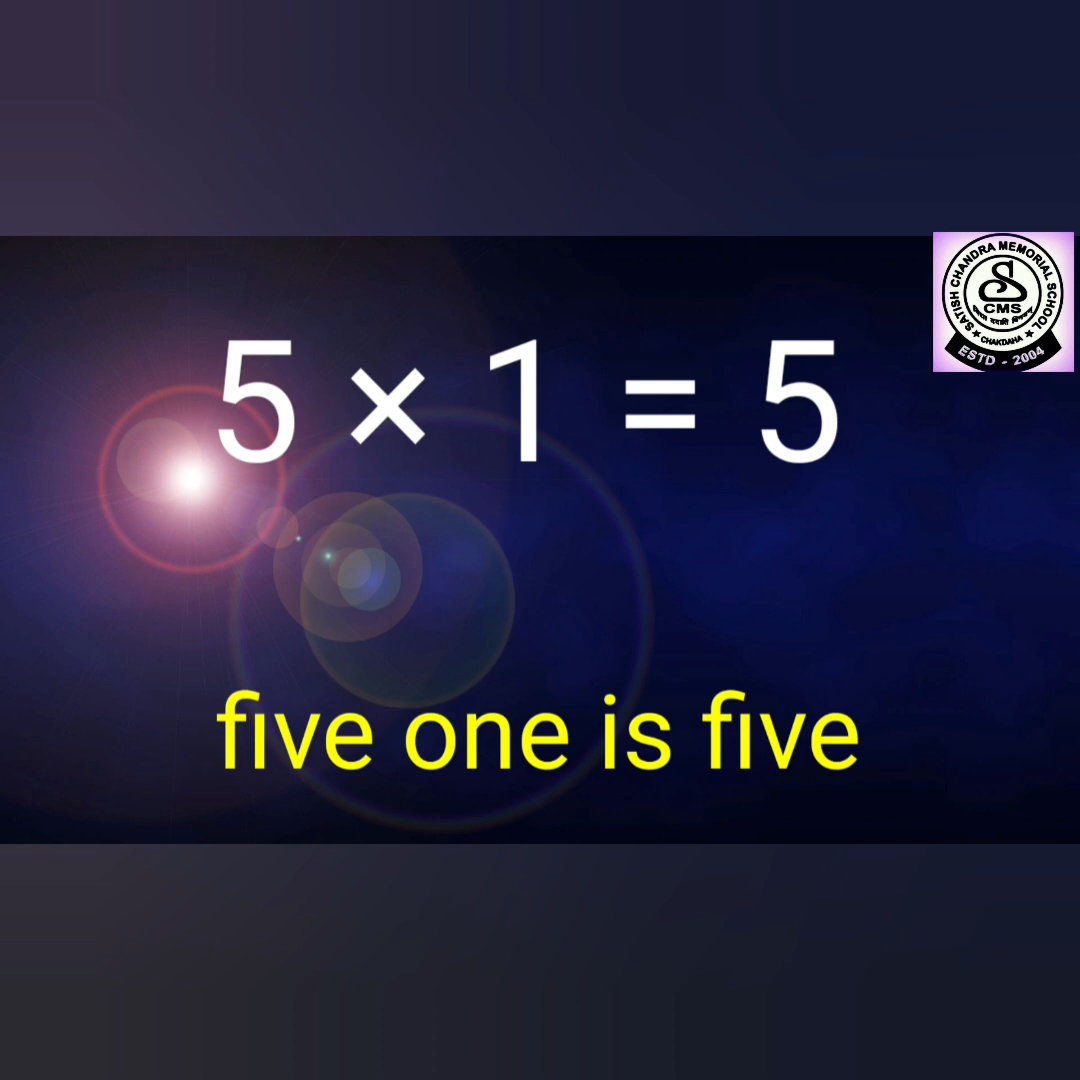 5 × 1 = 5
five one is five
SATISH CHANDRA MEMORIAL SCHOOL
CMS
CHAKDAHA
ESTD - 2004